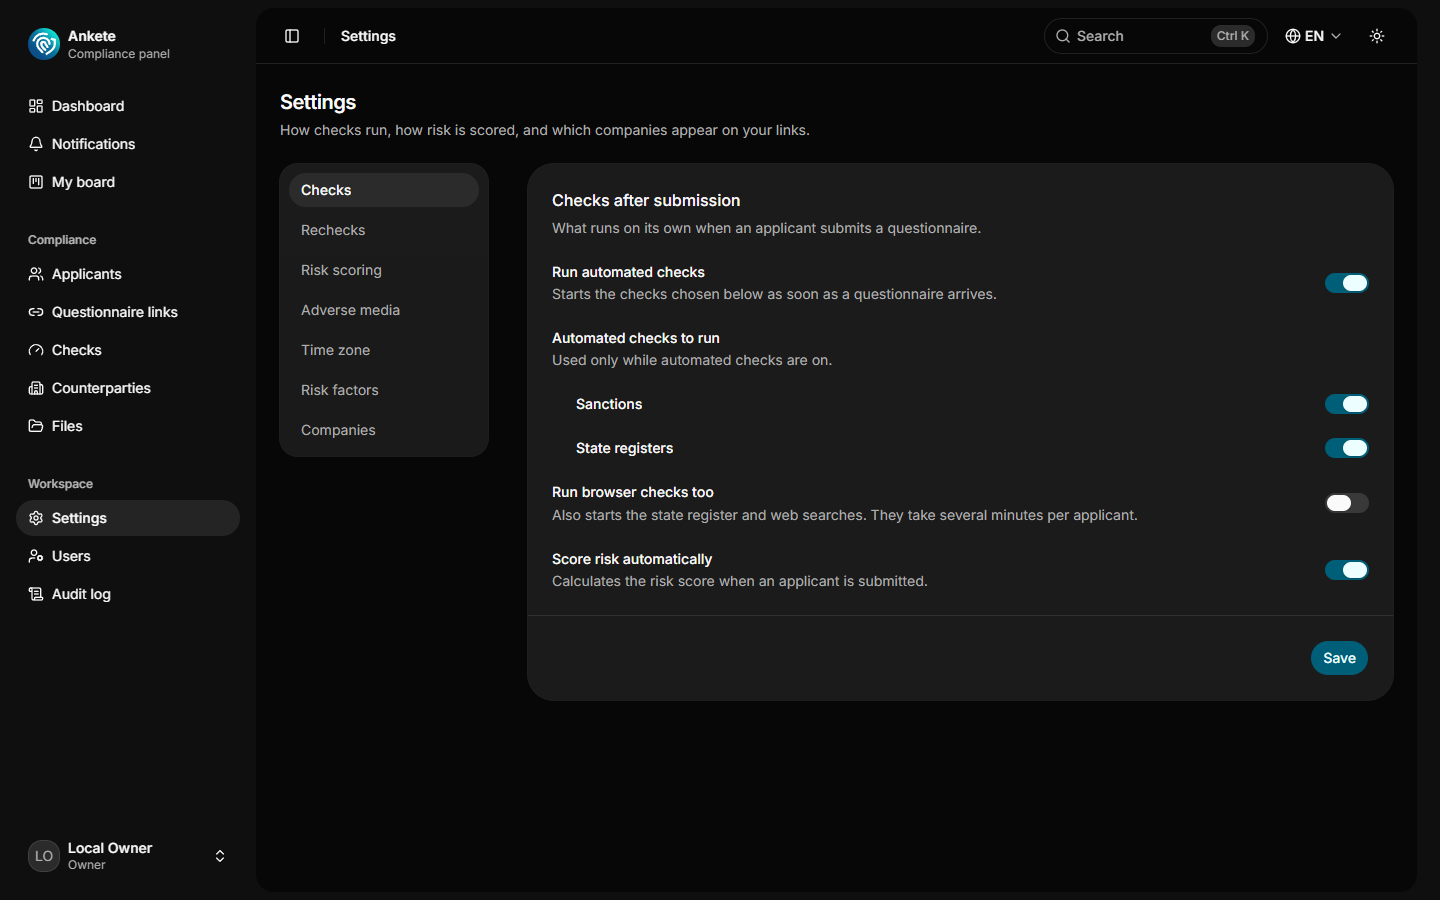 Ankete
Compliance panel
Dashboard
Notifications
My board
Compliance
Applicants
Questionnaire links
Checks
Counterparties
Files
Workspace
Settings
Users
Audit log
LO
Local Owner
Owner
Settings
Search
Ctrl K
EN
Settings
How checks run, how risk is scored, and which companies appear on your links.
Checks
Rechecks
Risk scoring
Adverse media
Time zone
Risk factors
Companies
Checks after submission
What runs on its own when an applicant submits a questionnaire.
Run automated checks
Starts the checks chosen below as soon as a questionnaire arrives.
Automated checks to run
Used only while automated checks are on.
Sanctions
State registers
Run browser checks too
Also starts the state register and web searches. They take several minutes per applicant.
Score risk automatically
Calculates the risk score when an applicant is submitted.
Save